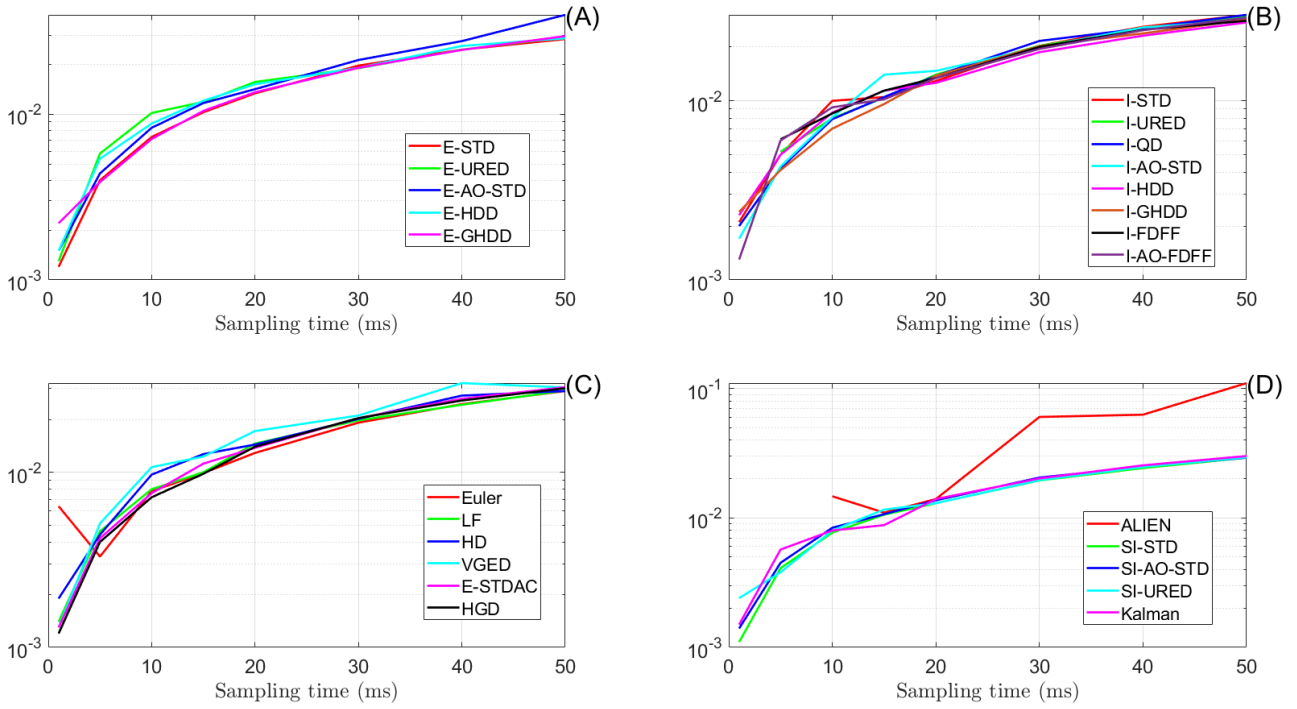 (A)
10^-2
10^-3
E-STD
E-URED
E-AO-STD
E-HDD
E-GHDD
0 10 20 30 40 50
Sampling time (ms)
(B)
10^-2
10^-3
I-STD
I-URED
I-QD
I-AO-STD
I-HDD
I-GHDD
I-FDFF
I-AO-FDFF
0 10 20 30 40 50
Sampling time (ms)
(C)
10^-2
10^-3
Euler
LF
HD
VGED
E-STDAC
HGD
0 10 20 30 40 50
Sampling time (ms)
(D)
10^-1
10^-2
10^-3
ALIEN
SI-STD
SI-AO-STD
SI-URED
Kalman
0 10 20 30 40 50
Sampling time (ms)